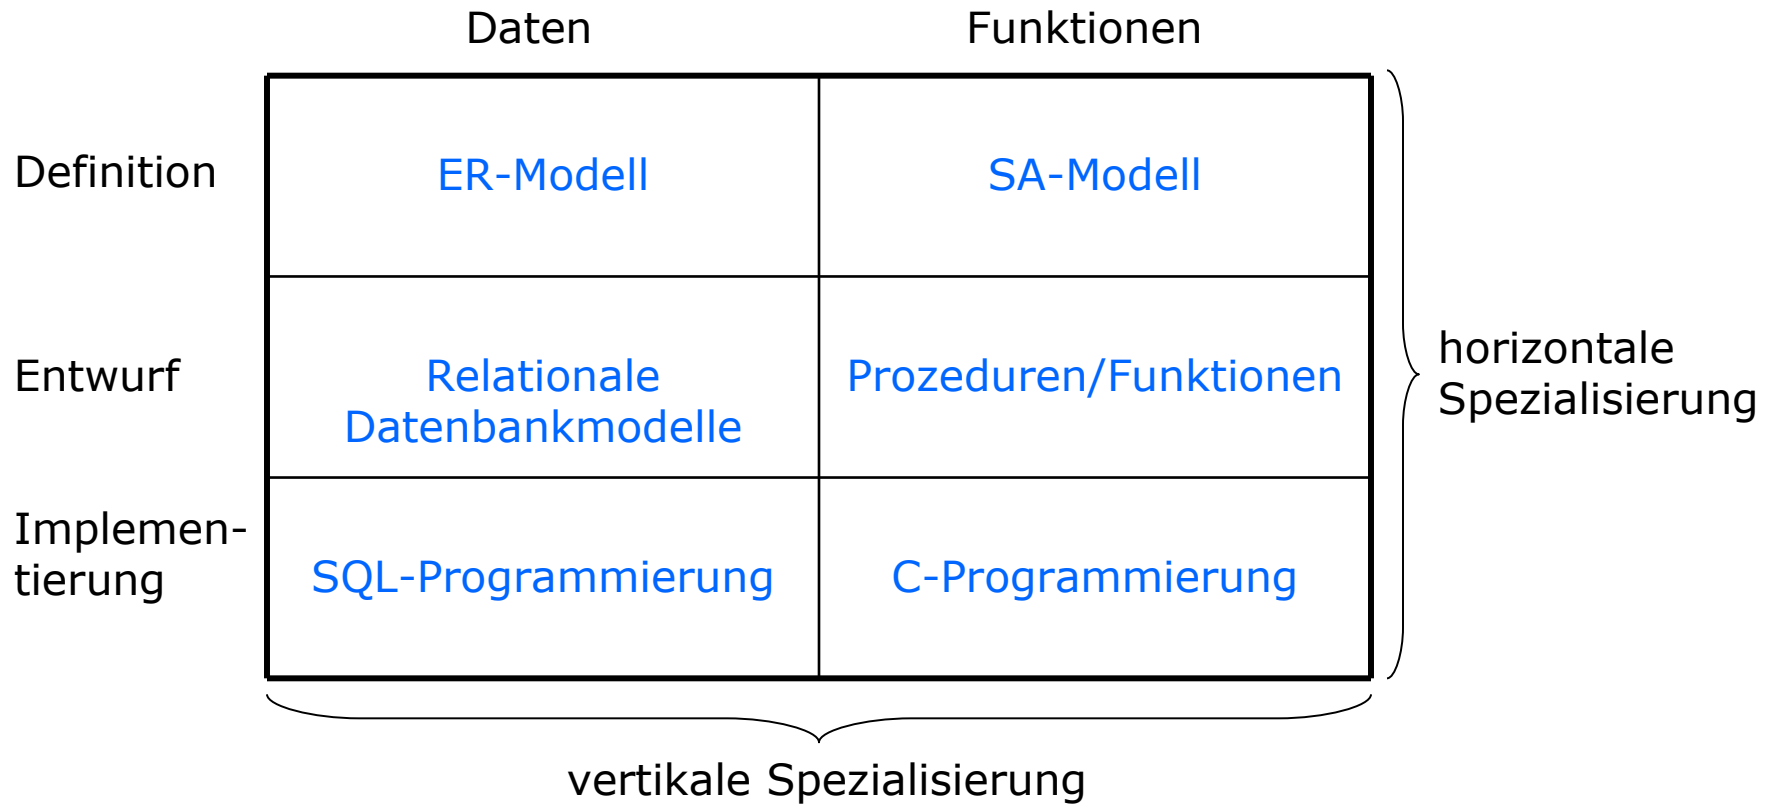 Daten Funktionen
Definition ER-Modell SA-Modell
Entwurf Relationale Prozeduren/Funktionen
Datenbankmodelle
horizontale
Spezialisierung
Implemen-
tierung SQL-Programmierung C-Programmierung
vertikale Spezialisierung